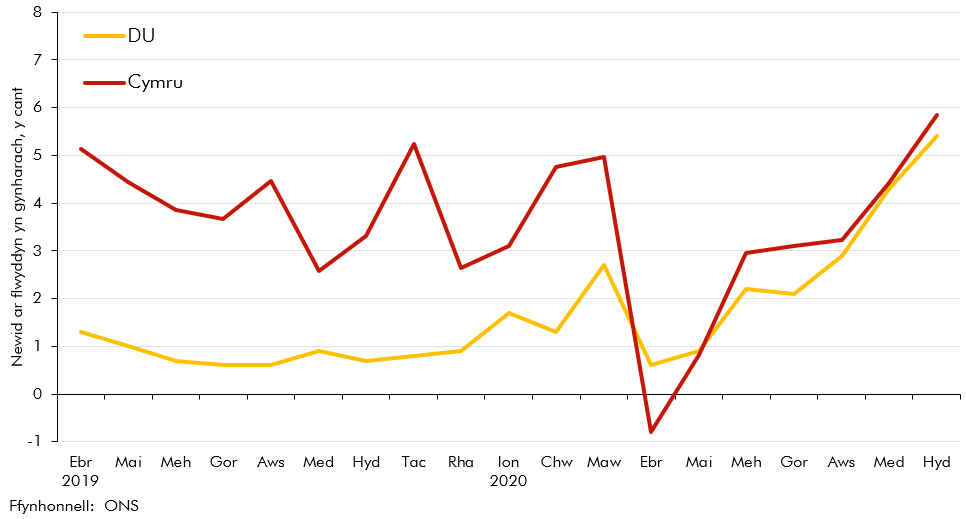 Newid ar flwyddyn yn gynharach, y cant
8
7
6
5
4
3
2
1
0
-1
DU
Cymru
Ebr Mai Meh Gor Aws Med Hyd Tac Rha Ion Chw Maw Ebr Mai Meh Gor Aws Med Hyd
2019 2020
Ffynhonnell: ONS